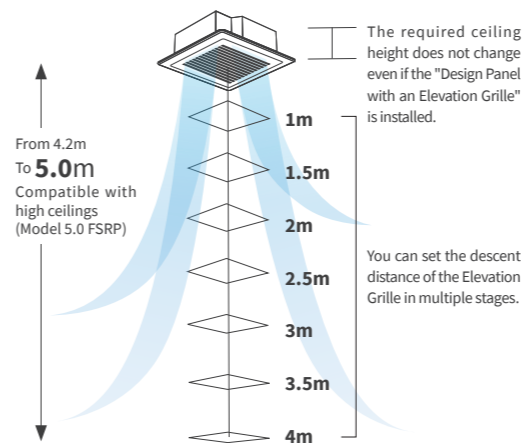 The required ceiling
height does not change
even if the "Design Panel
with an Elevation Grille"
is installed.
From 4.2m
To 5.0m
Compatible with
high ceilings
(Model 5.0 FSRP)
1m
1.5m
2m
2.5m
3m
3.5m
4m
You can set the descent
distance of the Elevation
Grille in multiple stages.